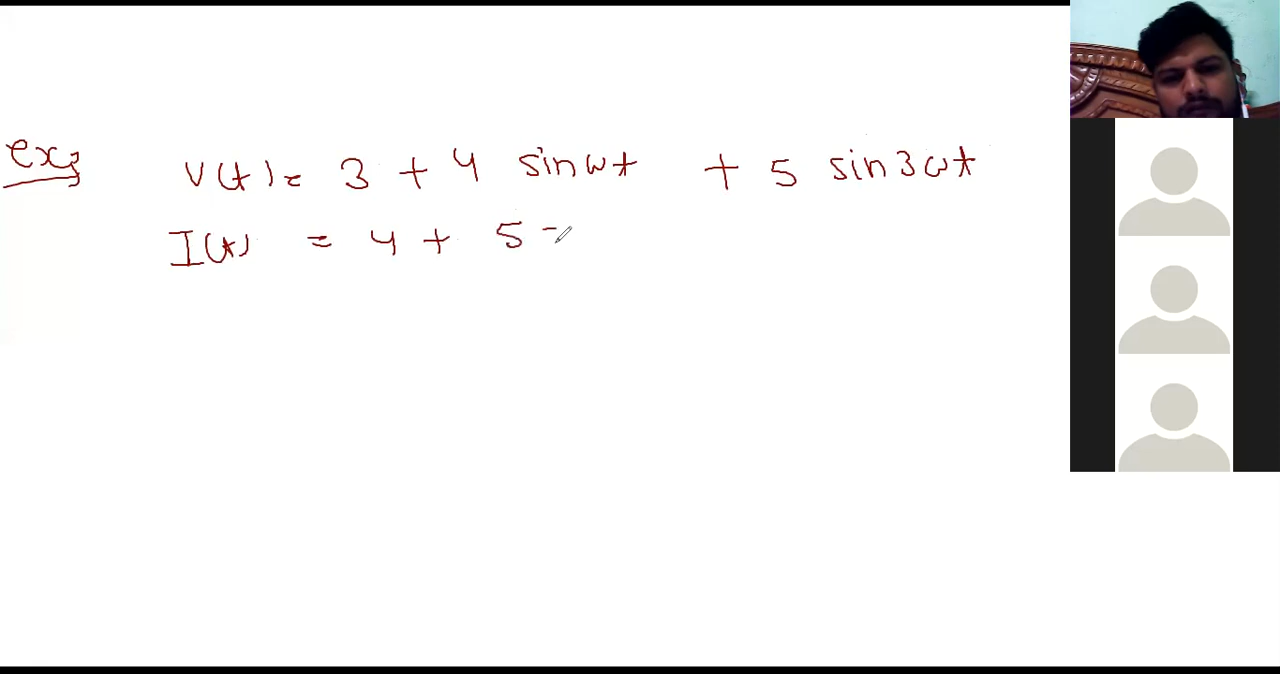 ex:
V(t) = 3 + 4 sinωt + 5 sin3ωt
I(t) = 4 + 5